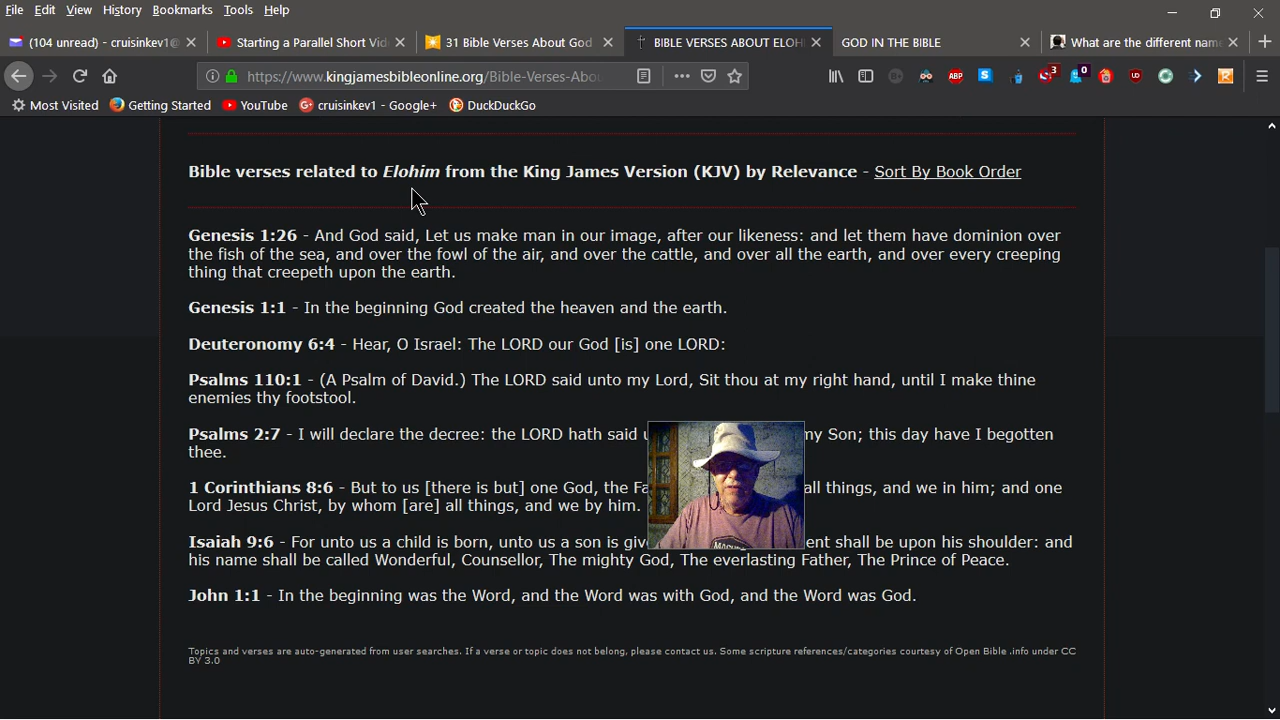 File Edit View History Bookmarks Tools Help
(104 unread) - cruisinkev1
Starting a Parallel Short Vid
31 Bible Verses About God
BIBLE VERSES ABOUT ELOH
GOD IN THE BIBLE
What are the different name
https://www.kingjamesbibleonline.org/Bible-Verses-Abou
3 ABP S 0
Most Visited Getting Started YouTube cruisinkev1 - Google+ DuckDuckGo
Bible verses related to Elohim from the King James Version (KJV) by Relevance - Sort By Book Order
Genesis 1:26 - And God said, Let us make man in our image, after our likeness: and let them have dominion over
the fish of the sea, and over the fowl of the air, and over the cattle, and over all the earth, and over every creeping
thing that creepeth upon the earth.
Genesis 1:1 - In the beginning God created the heaven and the earth.
Deuteronomy 6:4 - Hear, O Israel: The LORD our God [is] one LORD:
Psalms 110:1 - (A Psalm of David.) The LORD said unto my Lord, Sit thou at my right hand, until I make thine
enemies thy footstool.
Psalms 2:7 - I will declare the decree: the LORD hath said my Son; this day have I begotten
thee.
1 Corinthians 8:6 - But to us [there is but] one God, the all things, and we in him; and one
Lord Jesus Christ, by whom [are] all things, and we by him.
Isaiah 9:6 - For unto us a child is born, unto us a son is shall be upon his shoulder: and
his name shall be called Wonderful, Counsellor, The mighty God, The everlasting Father, The Prince of Peace.
John 1:1 - In the beginning was the Word, and the Word was with God, and the Word was God.
Topics and verses are auto-generated from user searches. If a verse or topic does not belong, please contact us. Some scripture references/categories courtesy of Open Bible .info under CC
BY 3.0